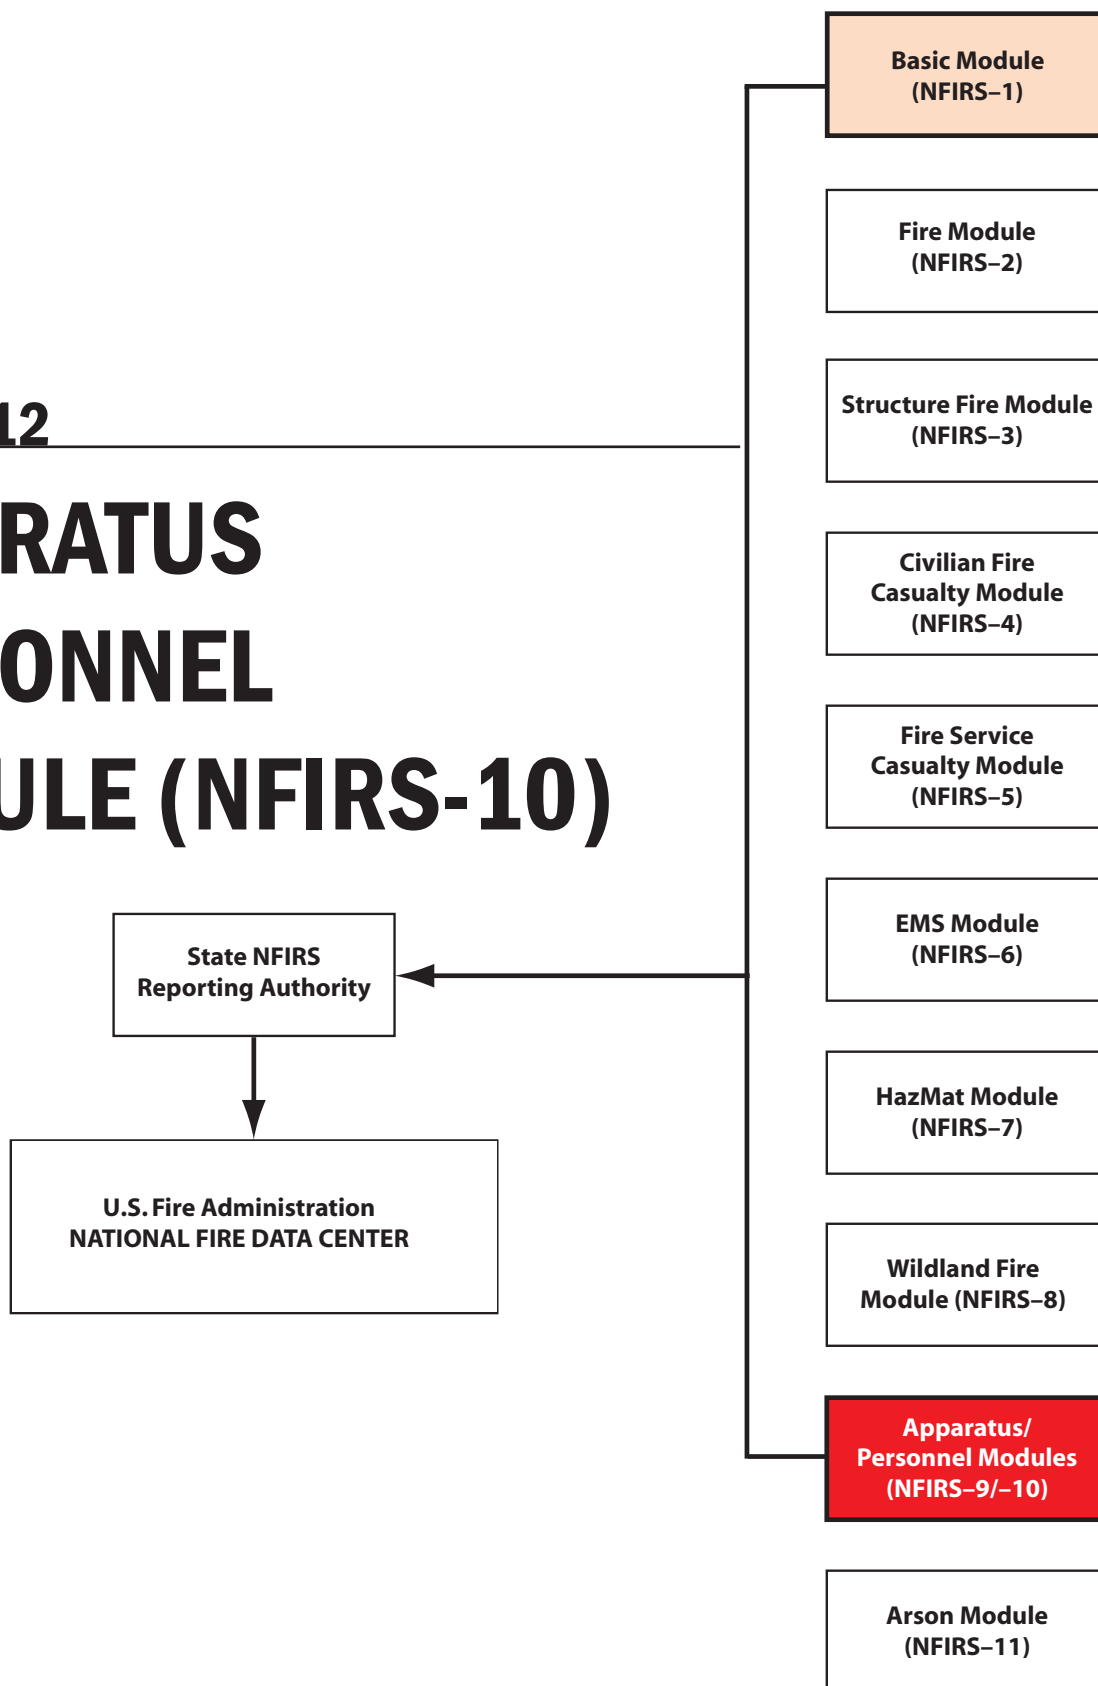 12
RATUS
ONNEL
ULE (NFIRS-10)
Basic Module
(NFIRS–1)
Fire Module
(NFIRS–2)
Structure Fire Module
(NFIRS–3)
Civilian Fire
Casualty Module
(NFIRS–4)
Fire Service
Casualty Module
(NFIRS–5)
EMS Module
(NFIRS–6)
HazMat Module
(NFIRS–7)
Wildland Fire
Module (NFIRS–8)
Apparatus/
Personnel Modules
(NFIRS–9/–10)
Arson Module
(NFIRS–11)
State NFIRS
Reporting Authority
U.S. Fire Administration
NATIONAL FIRE DATA CENTER